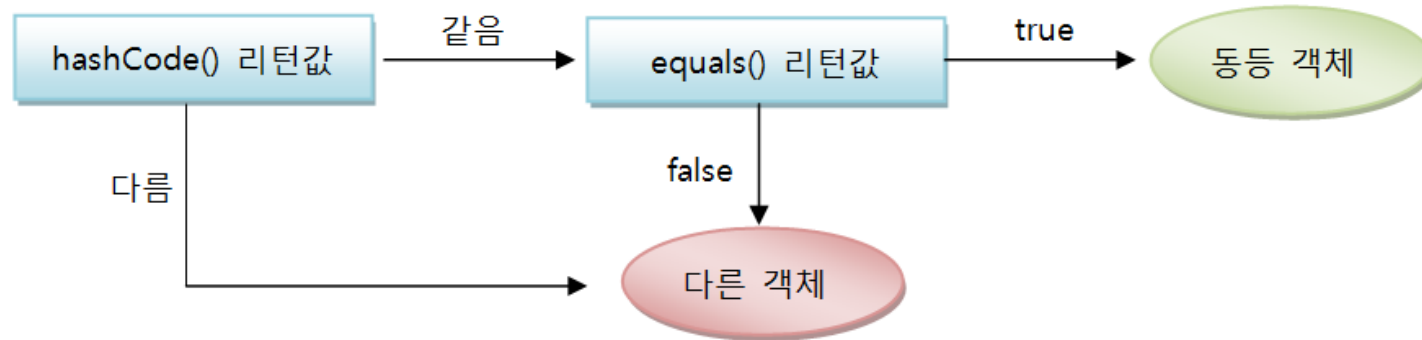 hashCode() 리턴값
같음
equals() 리턴값
true
동등 객체
다름
false
다른 객체